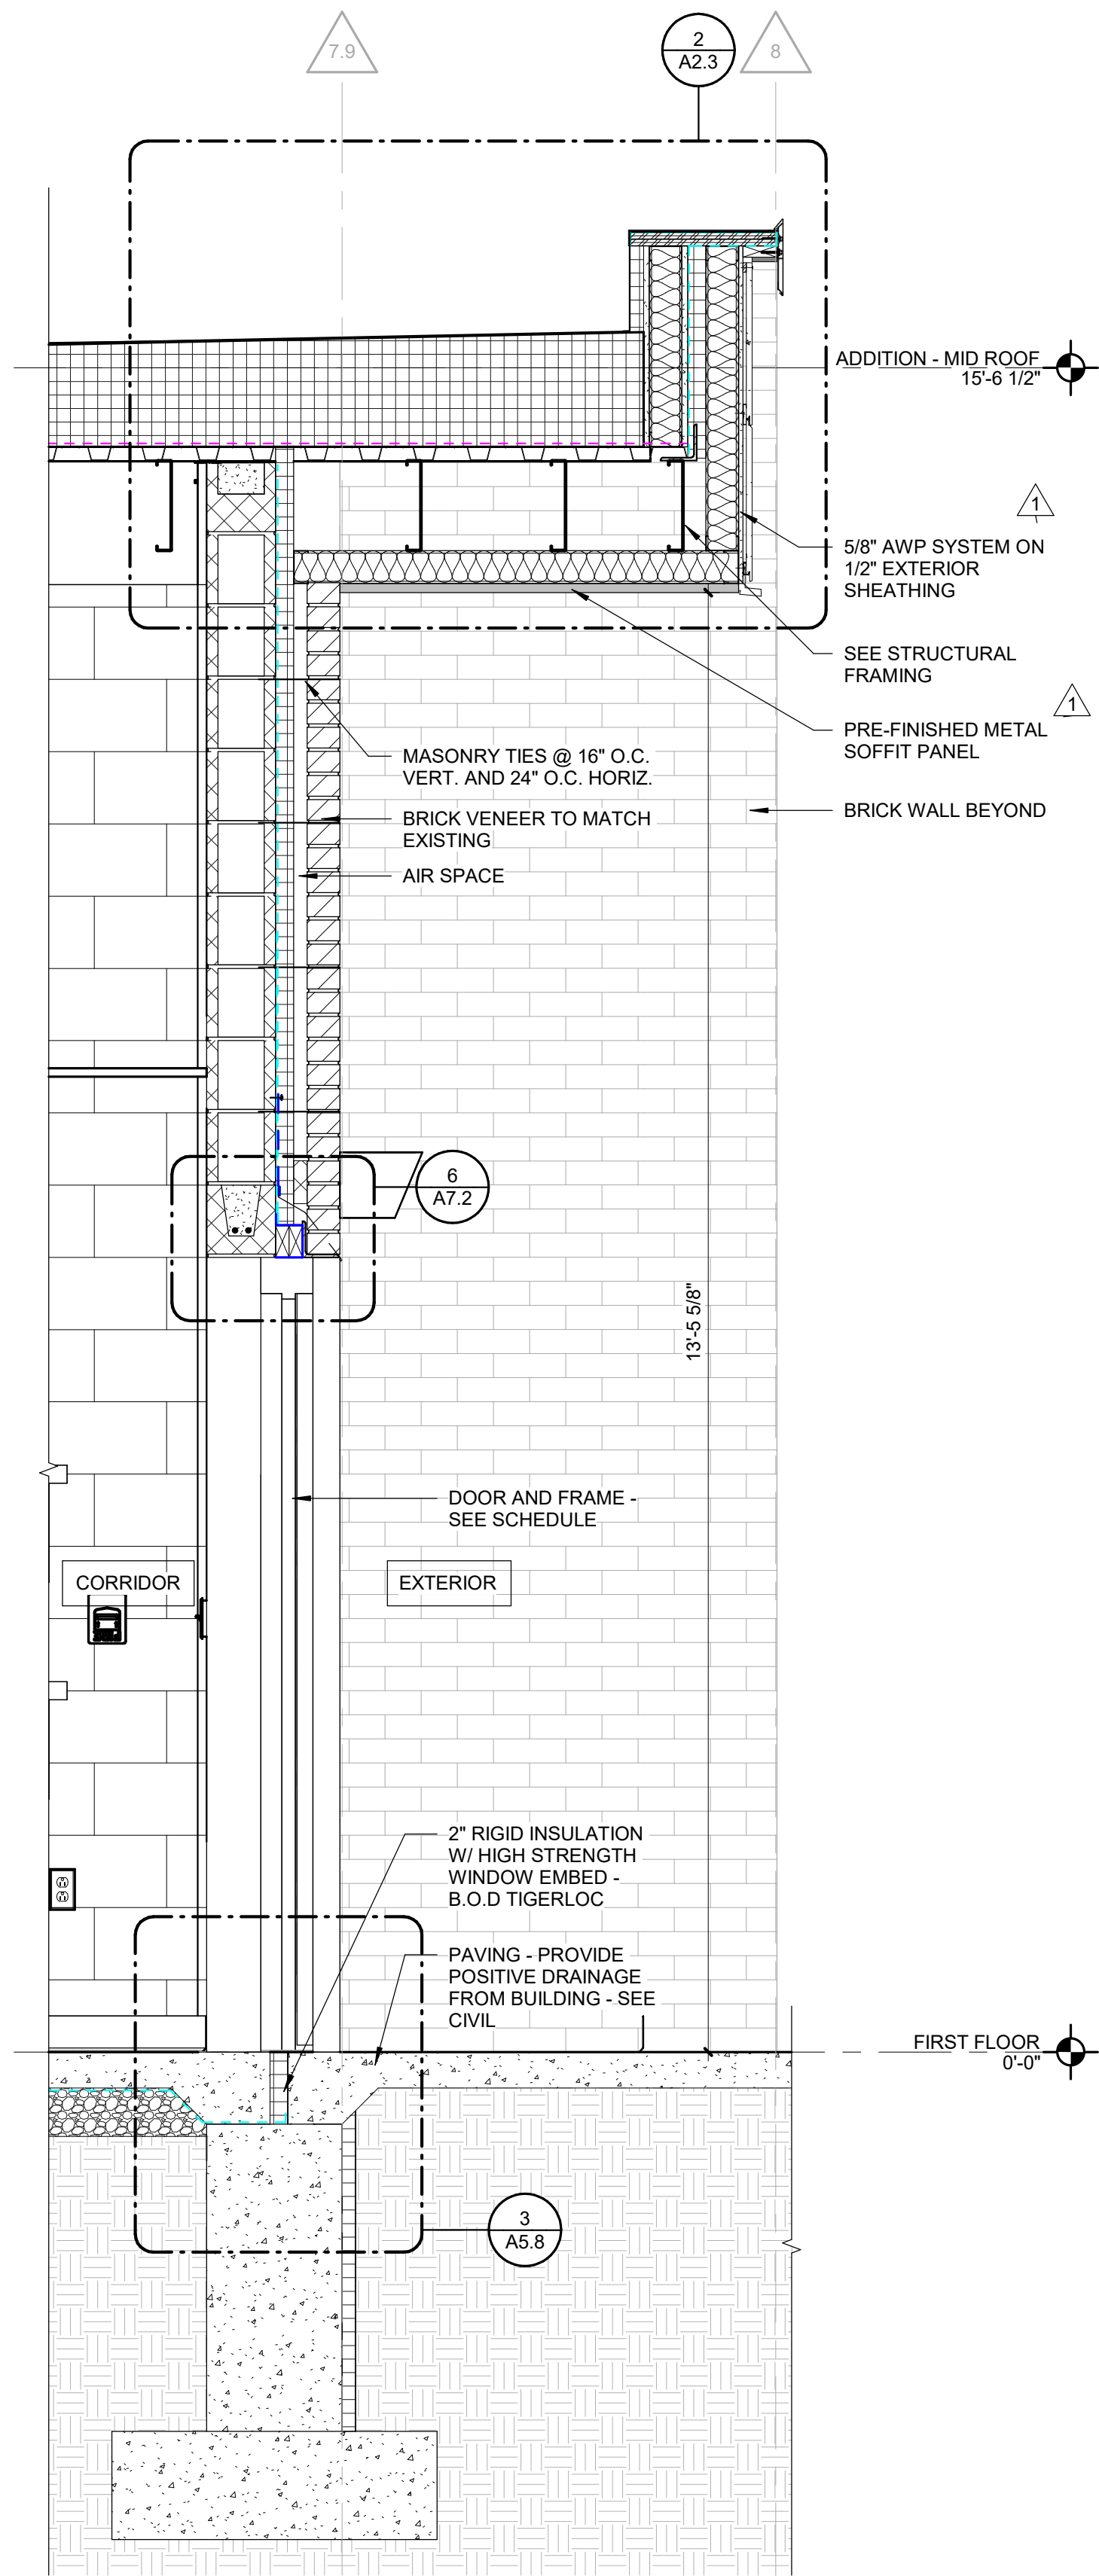 7.9
2
A2.3
8
ADDITION - MID ROOF
15'-6 1/2"
1
5/8" AWP SYSTEM ON
1/2" EXTERIOR
SHEATHING
SEE STRUCTURAL
FRAMING
1
PRE-FINISHED METAL
SOFFIT PANEL
MASONRY TIES @ 16" O.C.
VERT. AND 24" O.C. HORIZ.
BRICK WALL BEYOND
BRICK VENEER TO MATCH
EXISTING
AIR SPACE
6
A7.2
13'-5 5/8"
DOOR AND FRAME -
SEE SCHEDULE
CORRIDOR
EXTERIOR
2" RIGID INSULATION
W/ HIGH STRENGTH
WINDOW EMBED -
B.O.D TIGERLOC
PAVING - PROVIDE
POSITIVE DRAINAGE
FROM BUILDING - SEE
CIVIL
FIRST FLOOR
0'-0"
3
A5.8